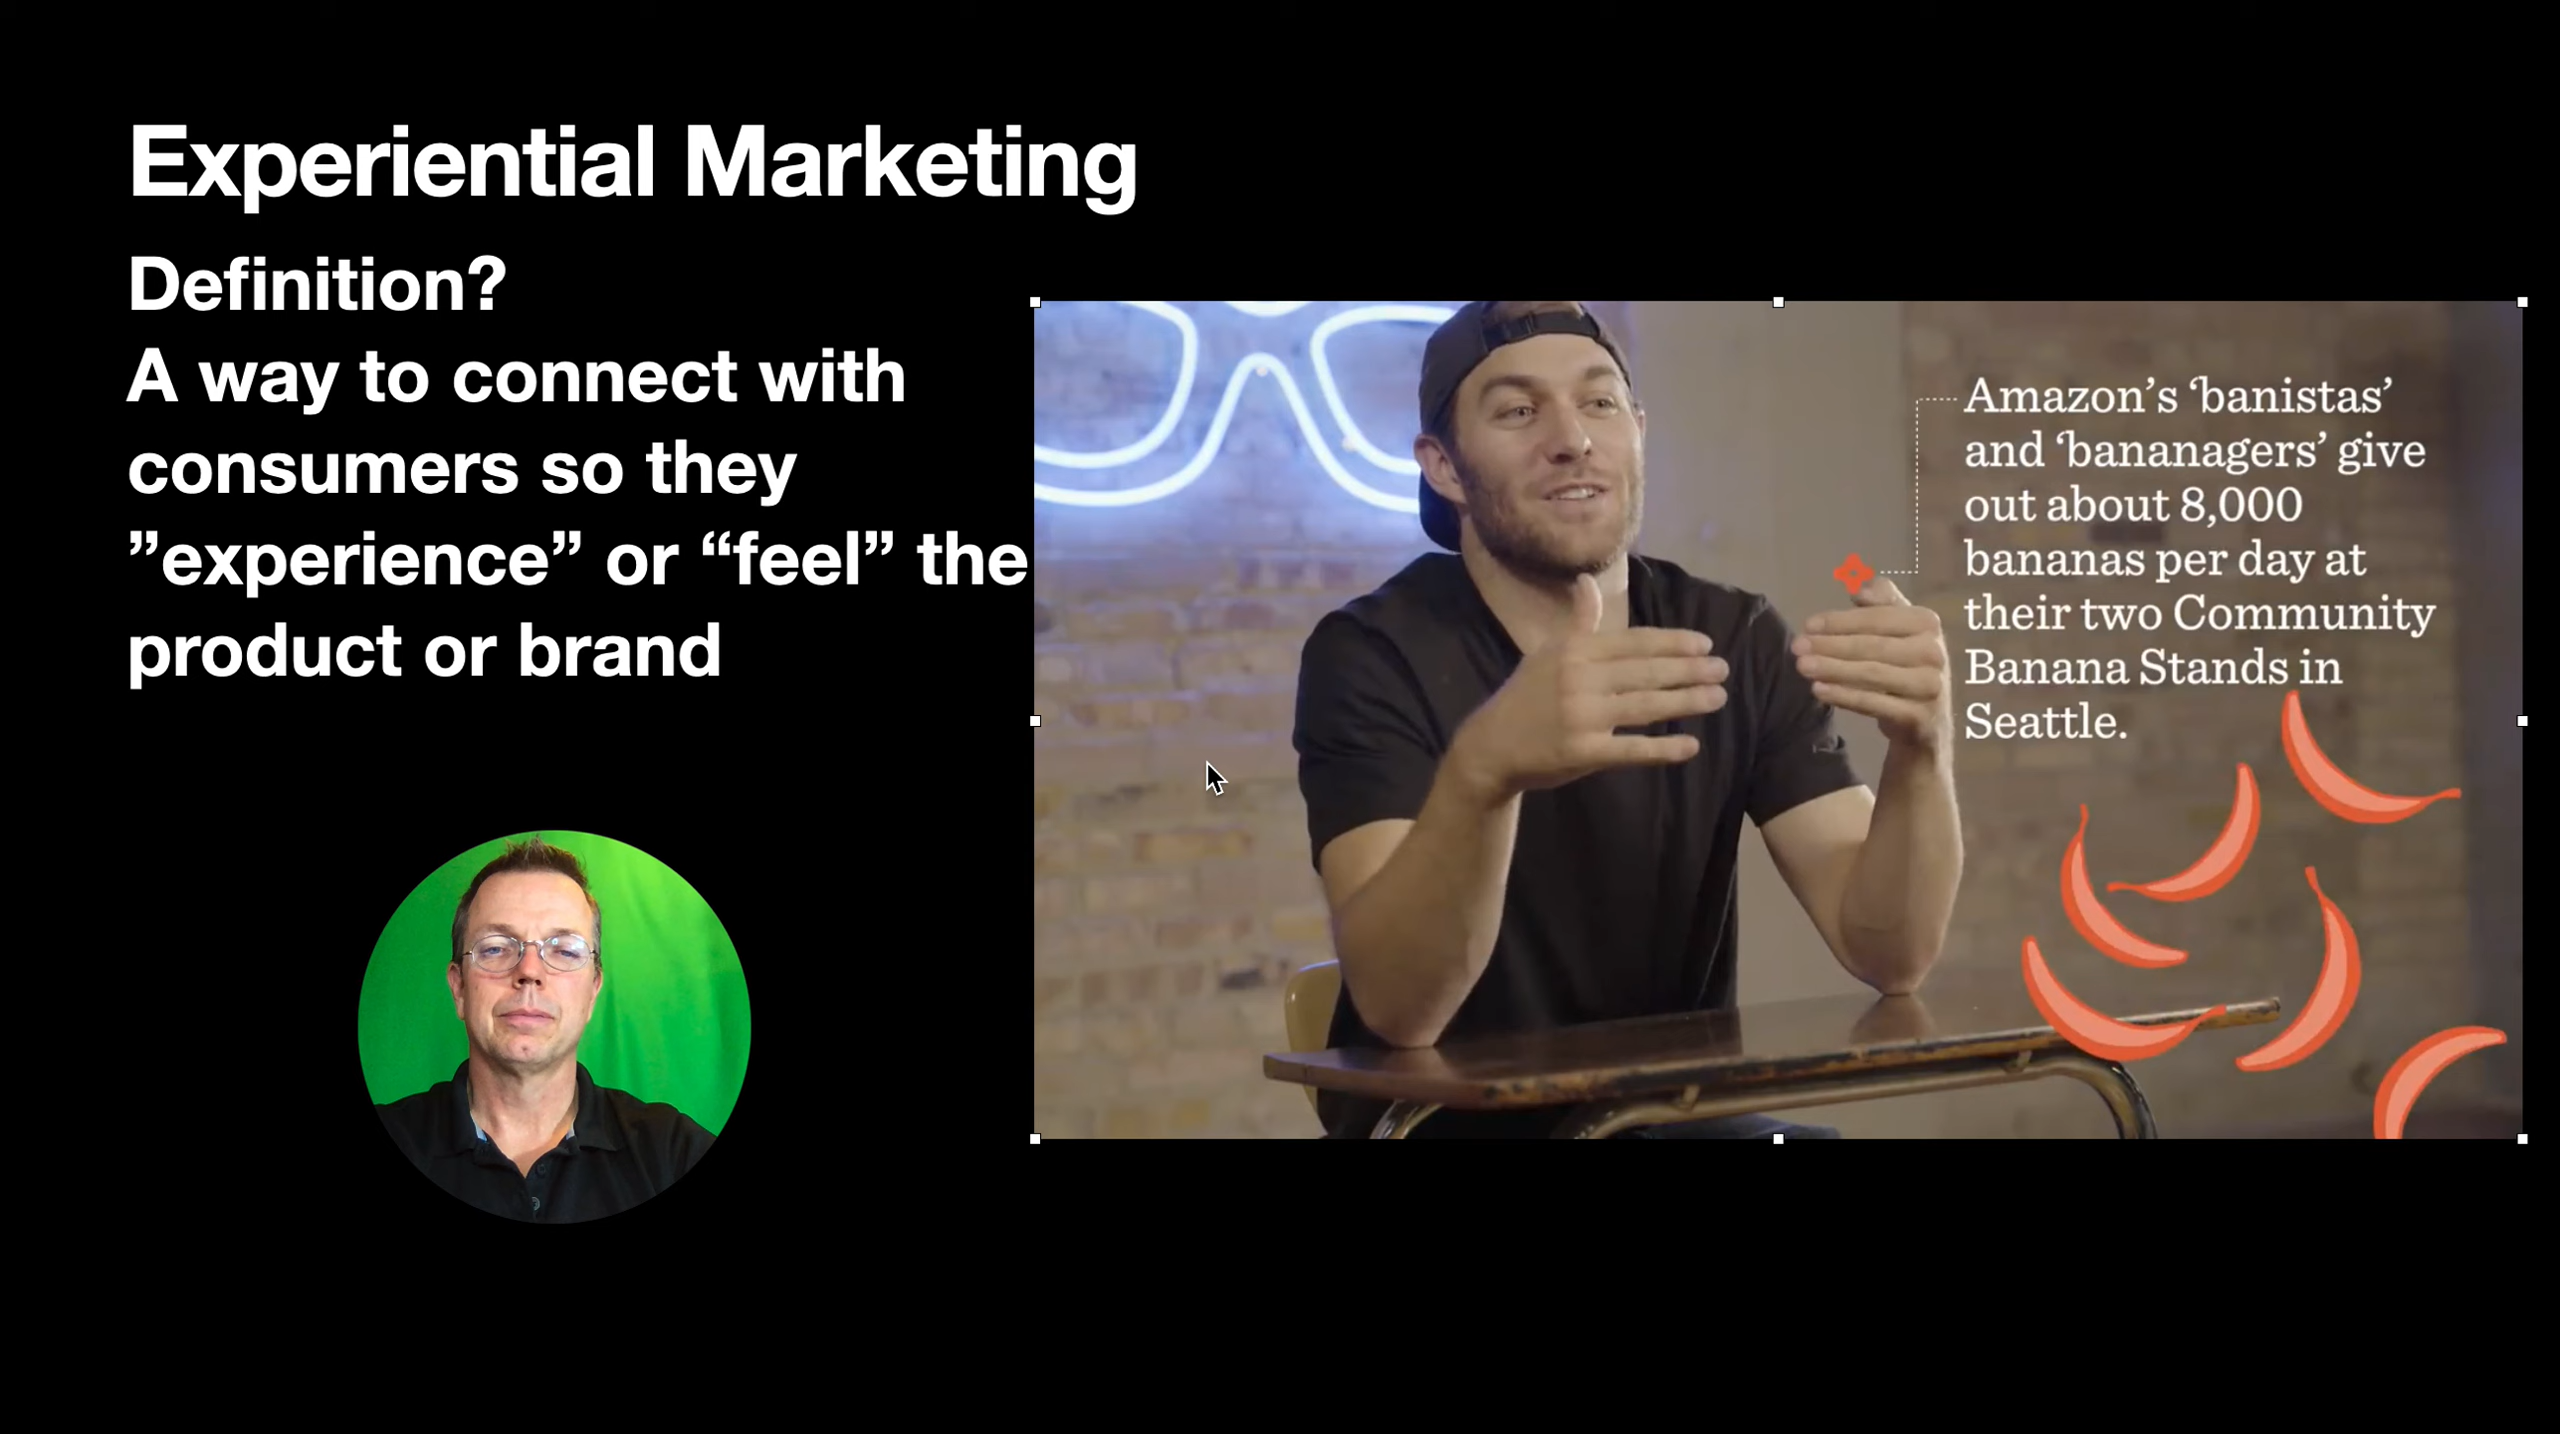 Experiential Marketing
Definition?
A way to connect with
consumers so they
”experience” or “feel” the
product or brand
Amazon’s ‘banistas’
and ‘bananagers’ give
out about 8,000
bananas per day at
their two Community
Banana Stands in
Seattle.